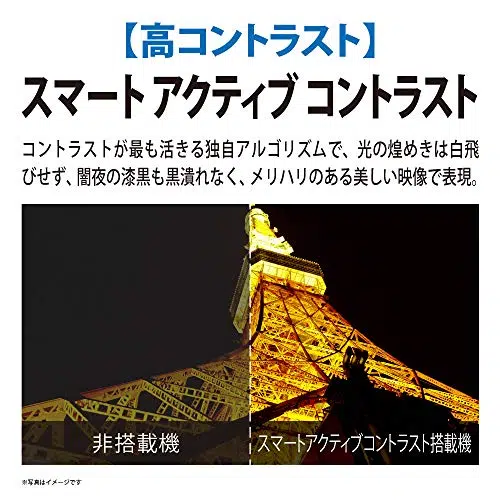 【高コントラスト】
スマート アクティブ コントラスト
コントラストが最も活きる独自アルゴリズムで、光の煌めきは白飛
びせず、闇夜の漆黒も黒潰れなく、メリハリのある美しい映像で表現。
非搭載機
スマートアクティブコントラスト搭載機
※写真はイメージです